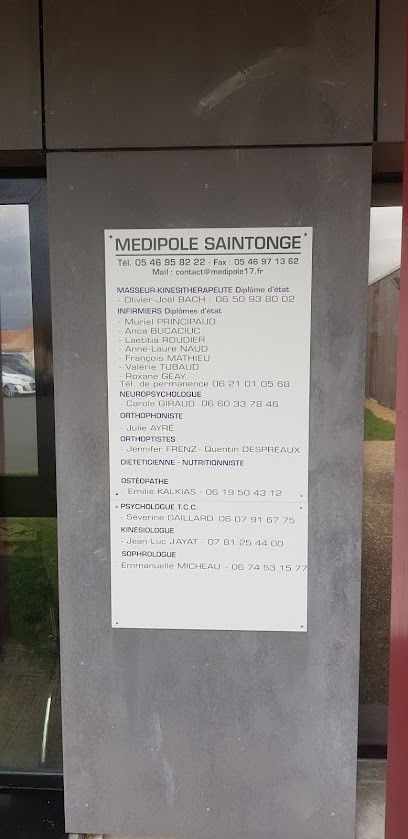 MEDIPOLE SAINTONGE
Tél. 05 46 95 82 22 - Fax : 05 46 97 13 62
Mail : contact@medipole17.fr
MASSEUR-KINESITHERAPEUTE Diplôme d'état
- Olivier-Joël BACH - 06 50 93 80 02
INFIRMIERS Diplômes d'état
- Muriel PRINCIPAUD
- Anca BUCACIUC
- Laetitia ROUDIER
- Anne-Laure NAUD
- François MATHIEU
- Valérie TUBAUD
- Roxane GEAY
Tél. de permanence 06 21 01 05 68
NEUROPSYCHOLOGUE
- Carole GIRAUD 06 60 33 78 46
ORTHOPHONISTE
- Julie AYRÉ
ORTHOPTISTES
- Jennifer FRENZ - Quentin DESPRÉAUX
DIÉTETICIENNE - NUTRITIONNISTE
OSTÉOPATHE
- Emilie KALKIAS - 06 19 50 43 12
PSYCHOLOGUE T.C.C.
- Séverine GAILLARD 06 07 91 67 75
KINESIOLOGUE
- Jean-Luc JAYAT - 07 81 25 44 00
SOPHROLOGUE
- Emmanuelle MICHEAU - 06 74 53 15 77